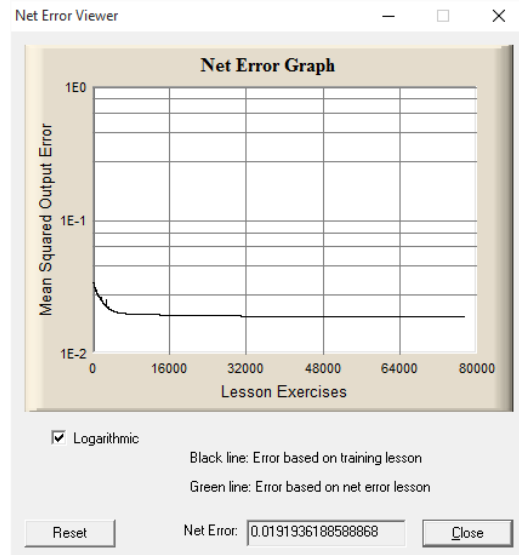 Net Error Viewer
Net Error Graph
1E0
1E-1
1E-2
Mean Squared Output Error
0 16000 32000 48000 64000 80000
Lesson Exercises
Logarithmic
Black line: Error based on training lesson
Green line: Error based on net error lesson
Reset Net Error: 0.0191936188588868 Close